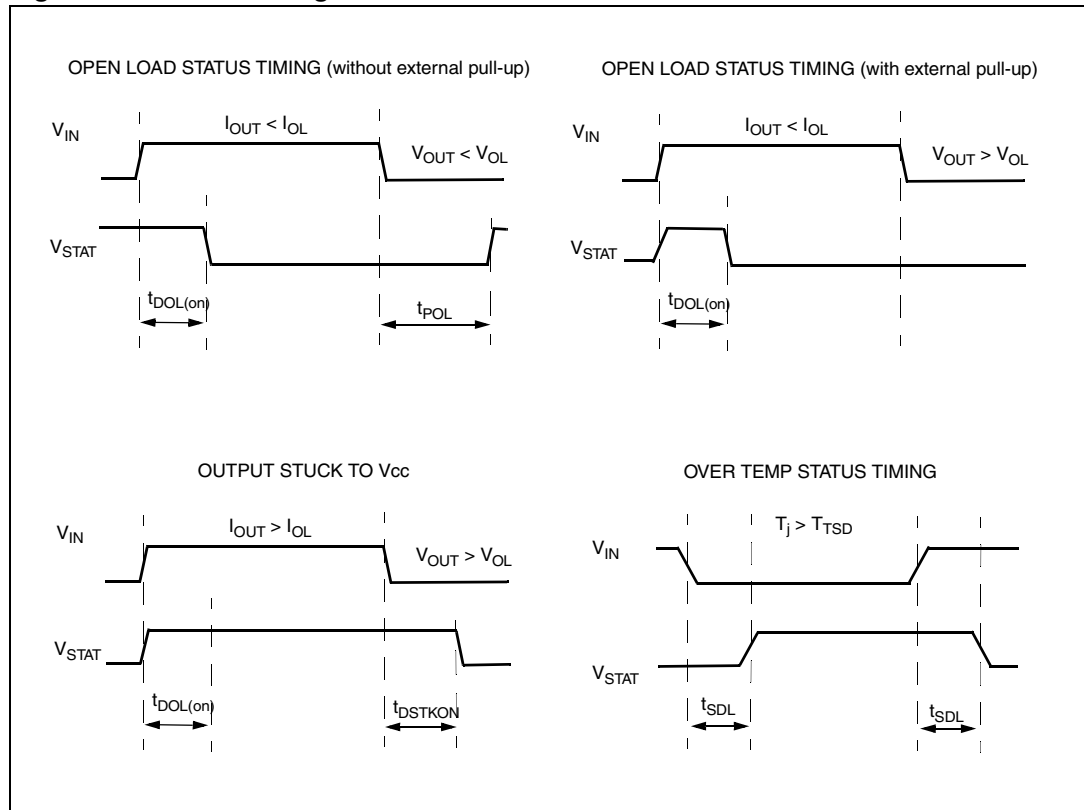 OPEN LOAD STATUS TIMING (without external pull-up)
V_IN
I_OUT < I_OL
V_OUT < V_OL
V_STAT
t_DOL(on)
t_POL
OPEN LOAD STATUS TIMING (with external pull-up)
V_IN
I_OUT < I_OL
V_OUT > V_OL
V_STAT
t_DOL(on)
OUTPUT STUCK TO Vcc
V_IN
I_OUT > I_OL
V_OUT > V_OL
V_STAT
t_DOL(on)
t_DSTKON
OVER TEMP STATUS TIMING
V_IN
T_j > T_TSD
V_STAT
t_SDL
t_SDL